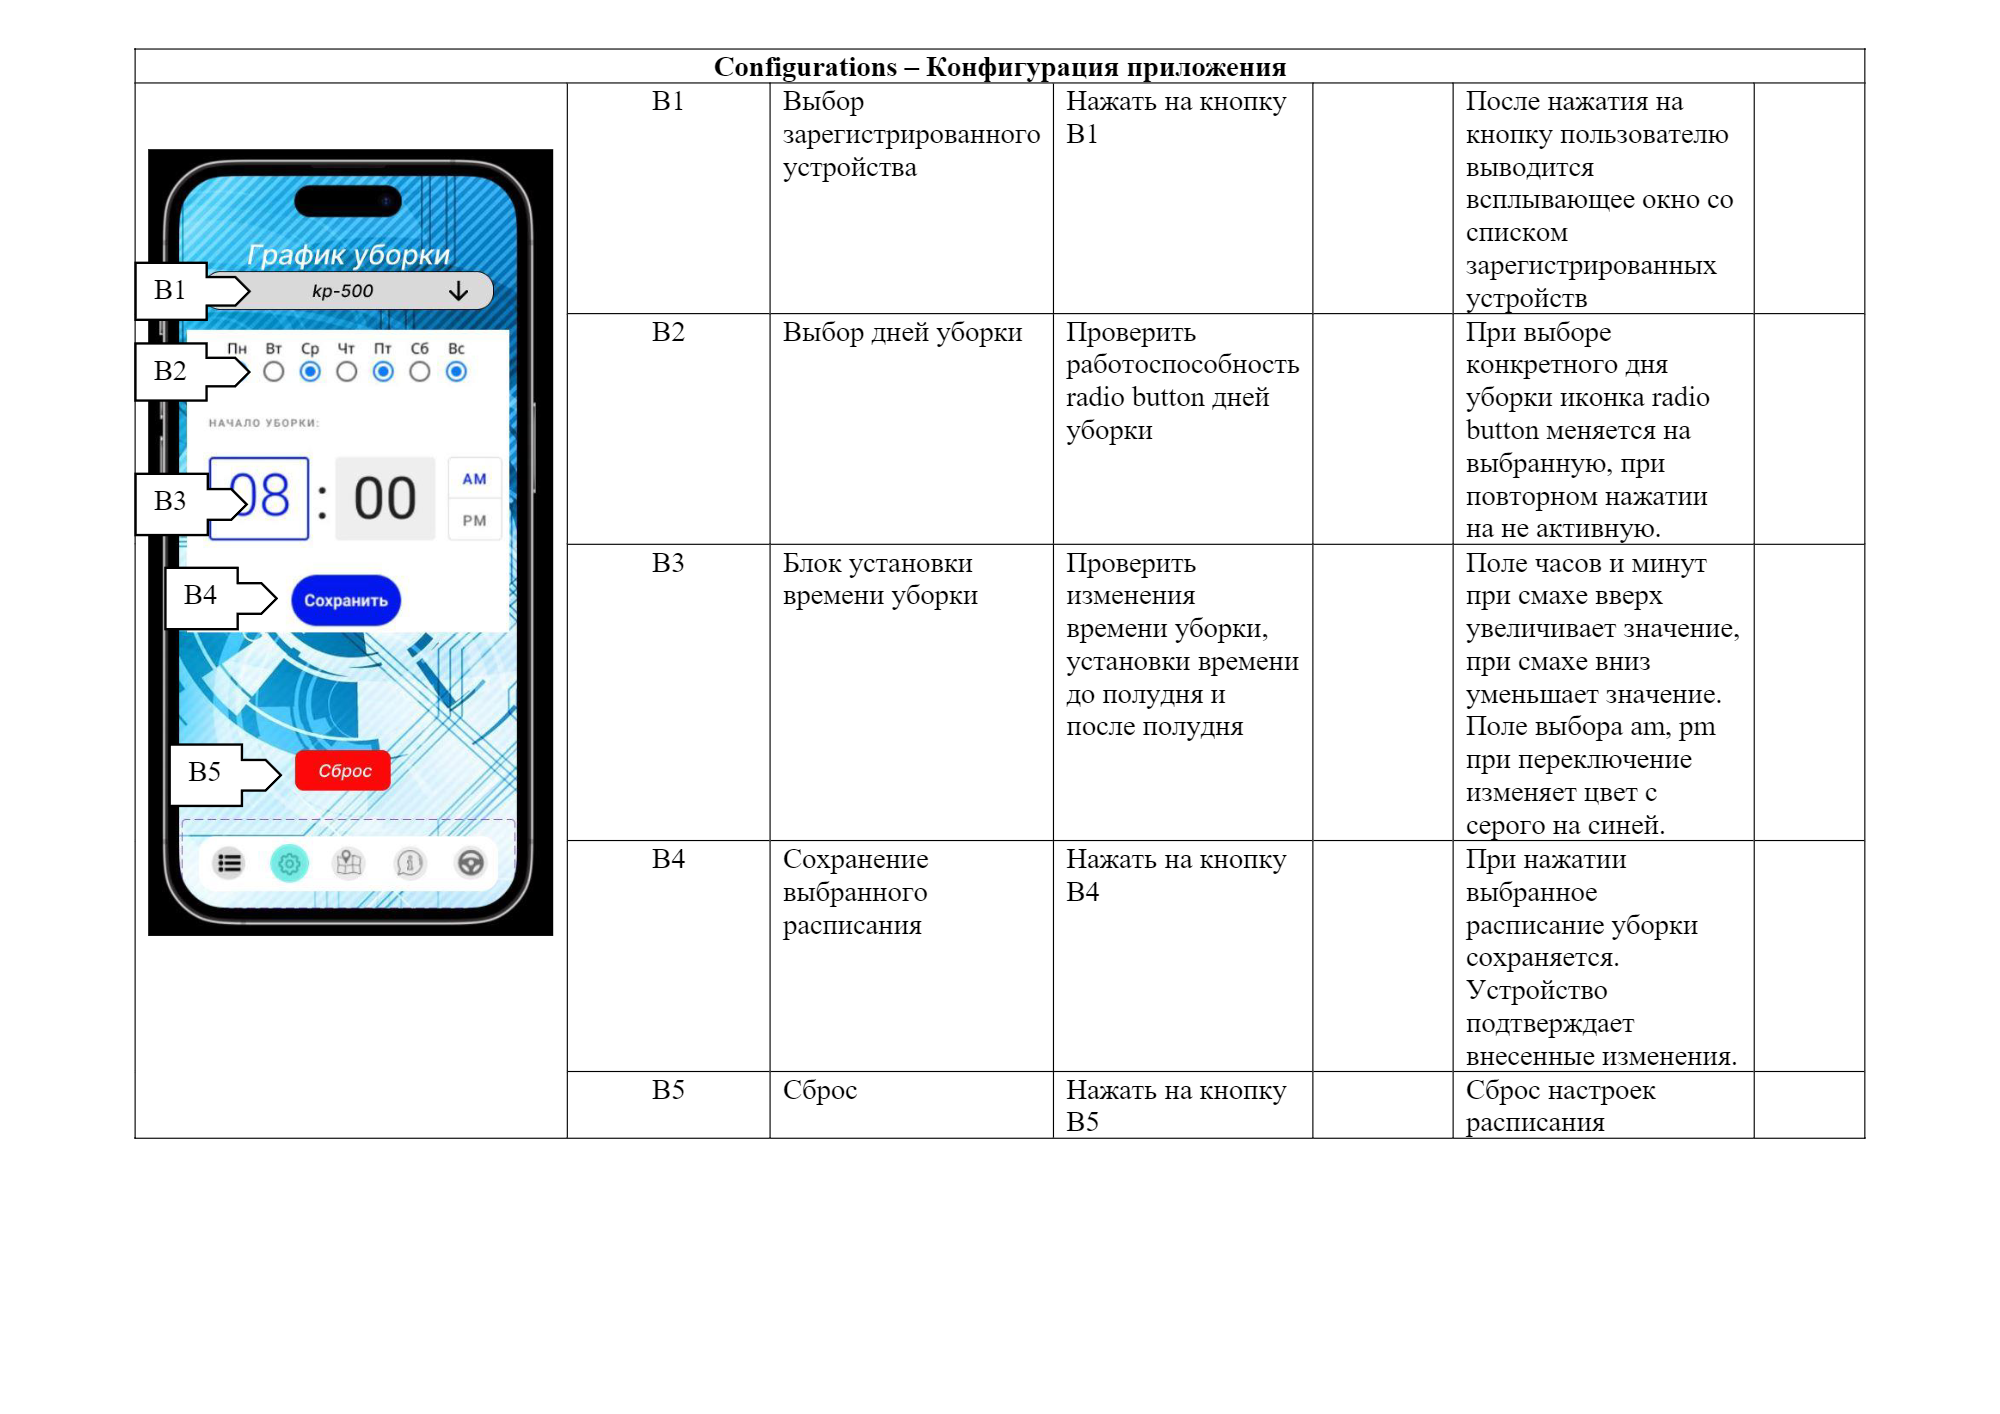 Configurations – Конфигурация приложения
График уборки
B1
kp-500
Пн Вт Ср Чт Пт Сб Вс
B2
НАЧАЛО УБОРКИ:
B3
08 : 00
AM
PM
B4
Сохранить
B5
Сброс
B1
Выбор
зарегистрированного
устройства
Нажать на кнопку
B1
После нажатия на
кнопку пользователю
выводится
всплывающее окно со
списком
зарегистрированных
устройств
B2
Выбор дней уборки
Проверить
работоспособность
radio button дней
уборки
При выборе
конкретного дня
уборки иконка radio
button меняется на
выбранную, при
повторном нажатии
на не активную.
B3
Блок установки
времени уборки
Проверить
изменения
времени уборки,
установки времени
до полудня и
после полудня
Поле часов и минут
при смахе вверх
увеличивает значение,
при смахе вниз
уменьшает значение.
Поле выбора am, pm
при переключение
изменяет цвет с
серого на синей.
B4
Сохранение
выбранного
расписания
Нажать на кнопку
B4
При нажатии
выбранное
расписание уборки
сохраняется.
Устройство
подтверждает
внесенные изменения.
B5
Сброс
Нажать на кнопку
B5
Сброс настроек
расписания